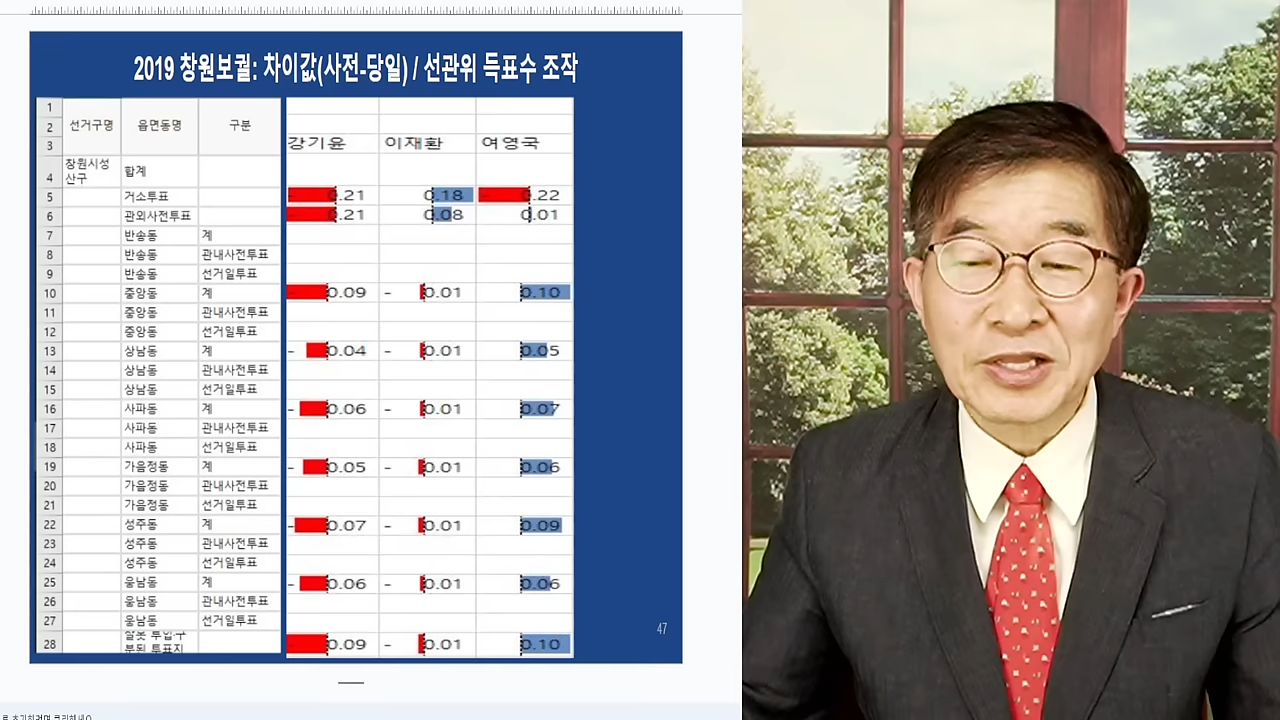 2019 창원보궐: 차이값(사전-당일) / 선관위 득표수 조작
1
2 선거구명 읍면동명 구분
3 강기윤 이재환 여영국
4 창원시성산구 합계
5 거소투표 0.21 0.18 0.22
6 관외사전투표 0.21 0.08 0.01
7 반송동 계
8 반송동 관내사전투표
9 반송동 선거일투표
10 중앙동 계 - 0.09 - 0.01 0.10
11 중앙동 관내사전투표
12 중앙동 선거일투표
13 상남동 계 - 0.04 - 0.01 0.05
14 상남동 관내사전투표
15 상남동 선거일투표
16 사파동 계 - 0.06 - 0.01 0.07
17 사파동 관내사전투표
18 사파동 선거일투표
19 가음정동 계 - 0.05 - 0.01 0.06
20 가음정동 관내사전투표
21 가음정동 선거일투표
22 성주동 계 - 0.07 - 0.01 0.09
23 성주동 관내사전투표
24 성주동 선거일투표
25 웅남동 계 - 0.06 - 0.01 0.06
26 웅남동 관내사전투표
27 웅남동 선거일투표
28 잘못 투입·구분된 투표지 0.09 - 0.01 0.10
47